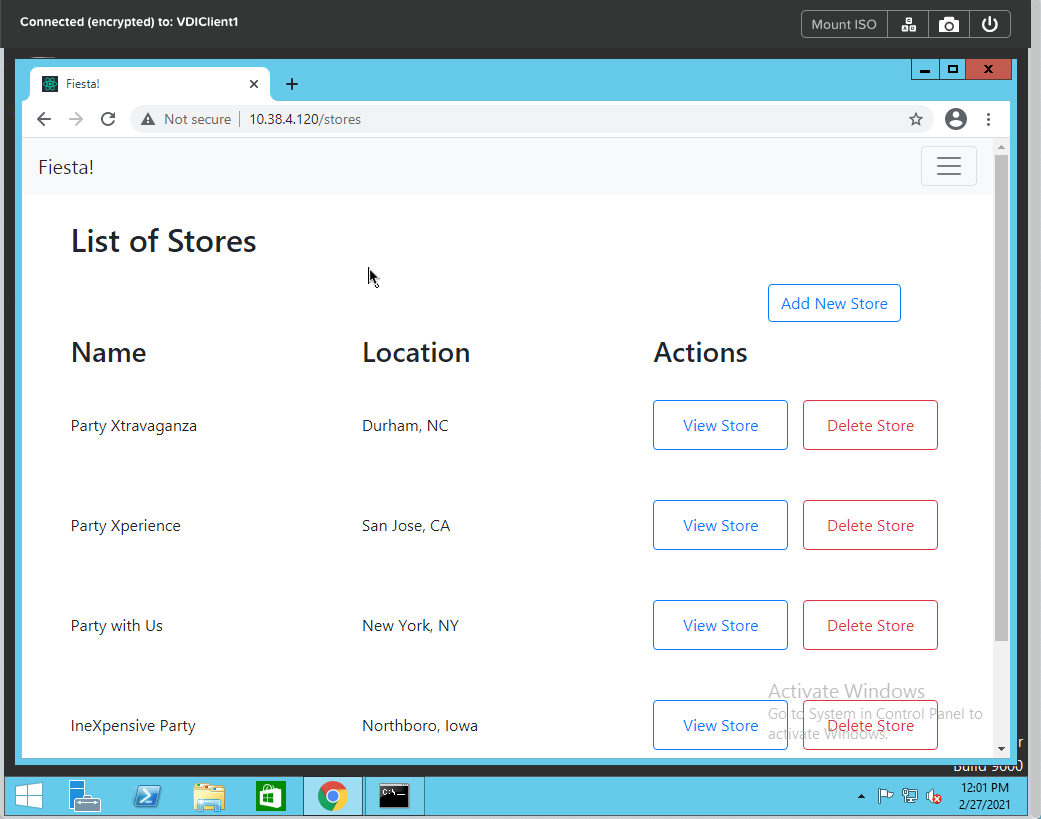 Connected (encrypted) to: VDIClient1
Mount ISO
Fiesta!
Not secure
10.38.4.120/stores
Fiesta!
List of Stores
Add New Store
Name Location Actions
Party Xtravaganza Durham, NC View Store Delete Store
Party Xperience San Jose, CA View Store Delete Store
Party with Us New York, NY View Store Delete Store
Activate Windows
Go to System in Control Panel to
activate Windows.
IneXpensive Party Northboro, Iowa View Store Delete Store
Build 9600
C:\
12:01 PM
2/27/2021